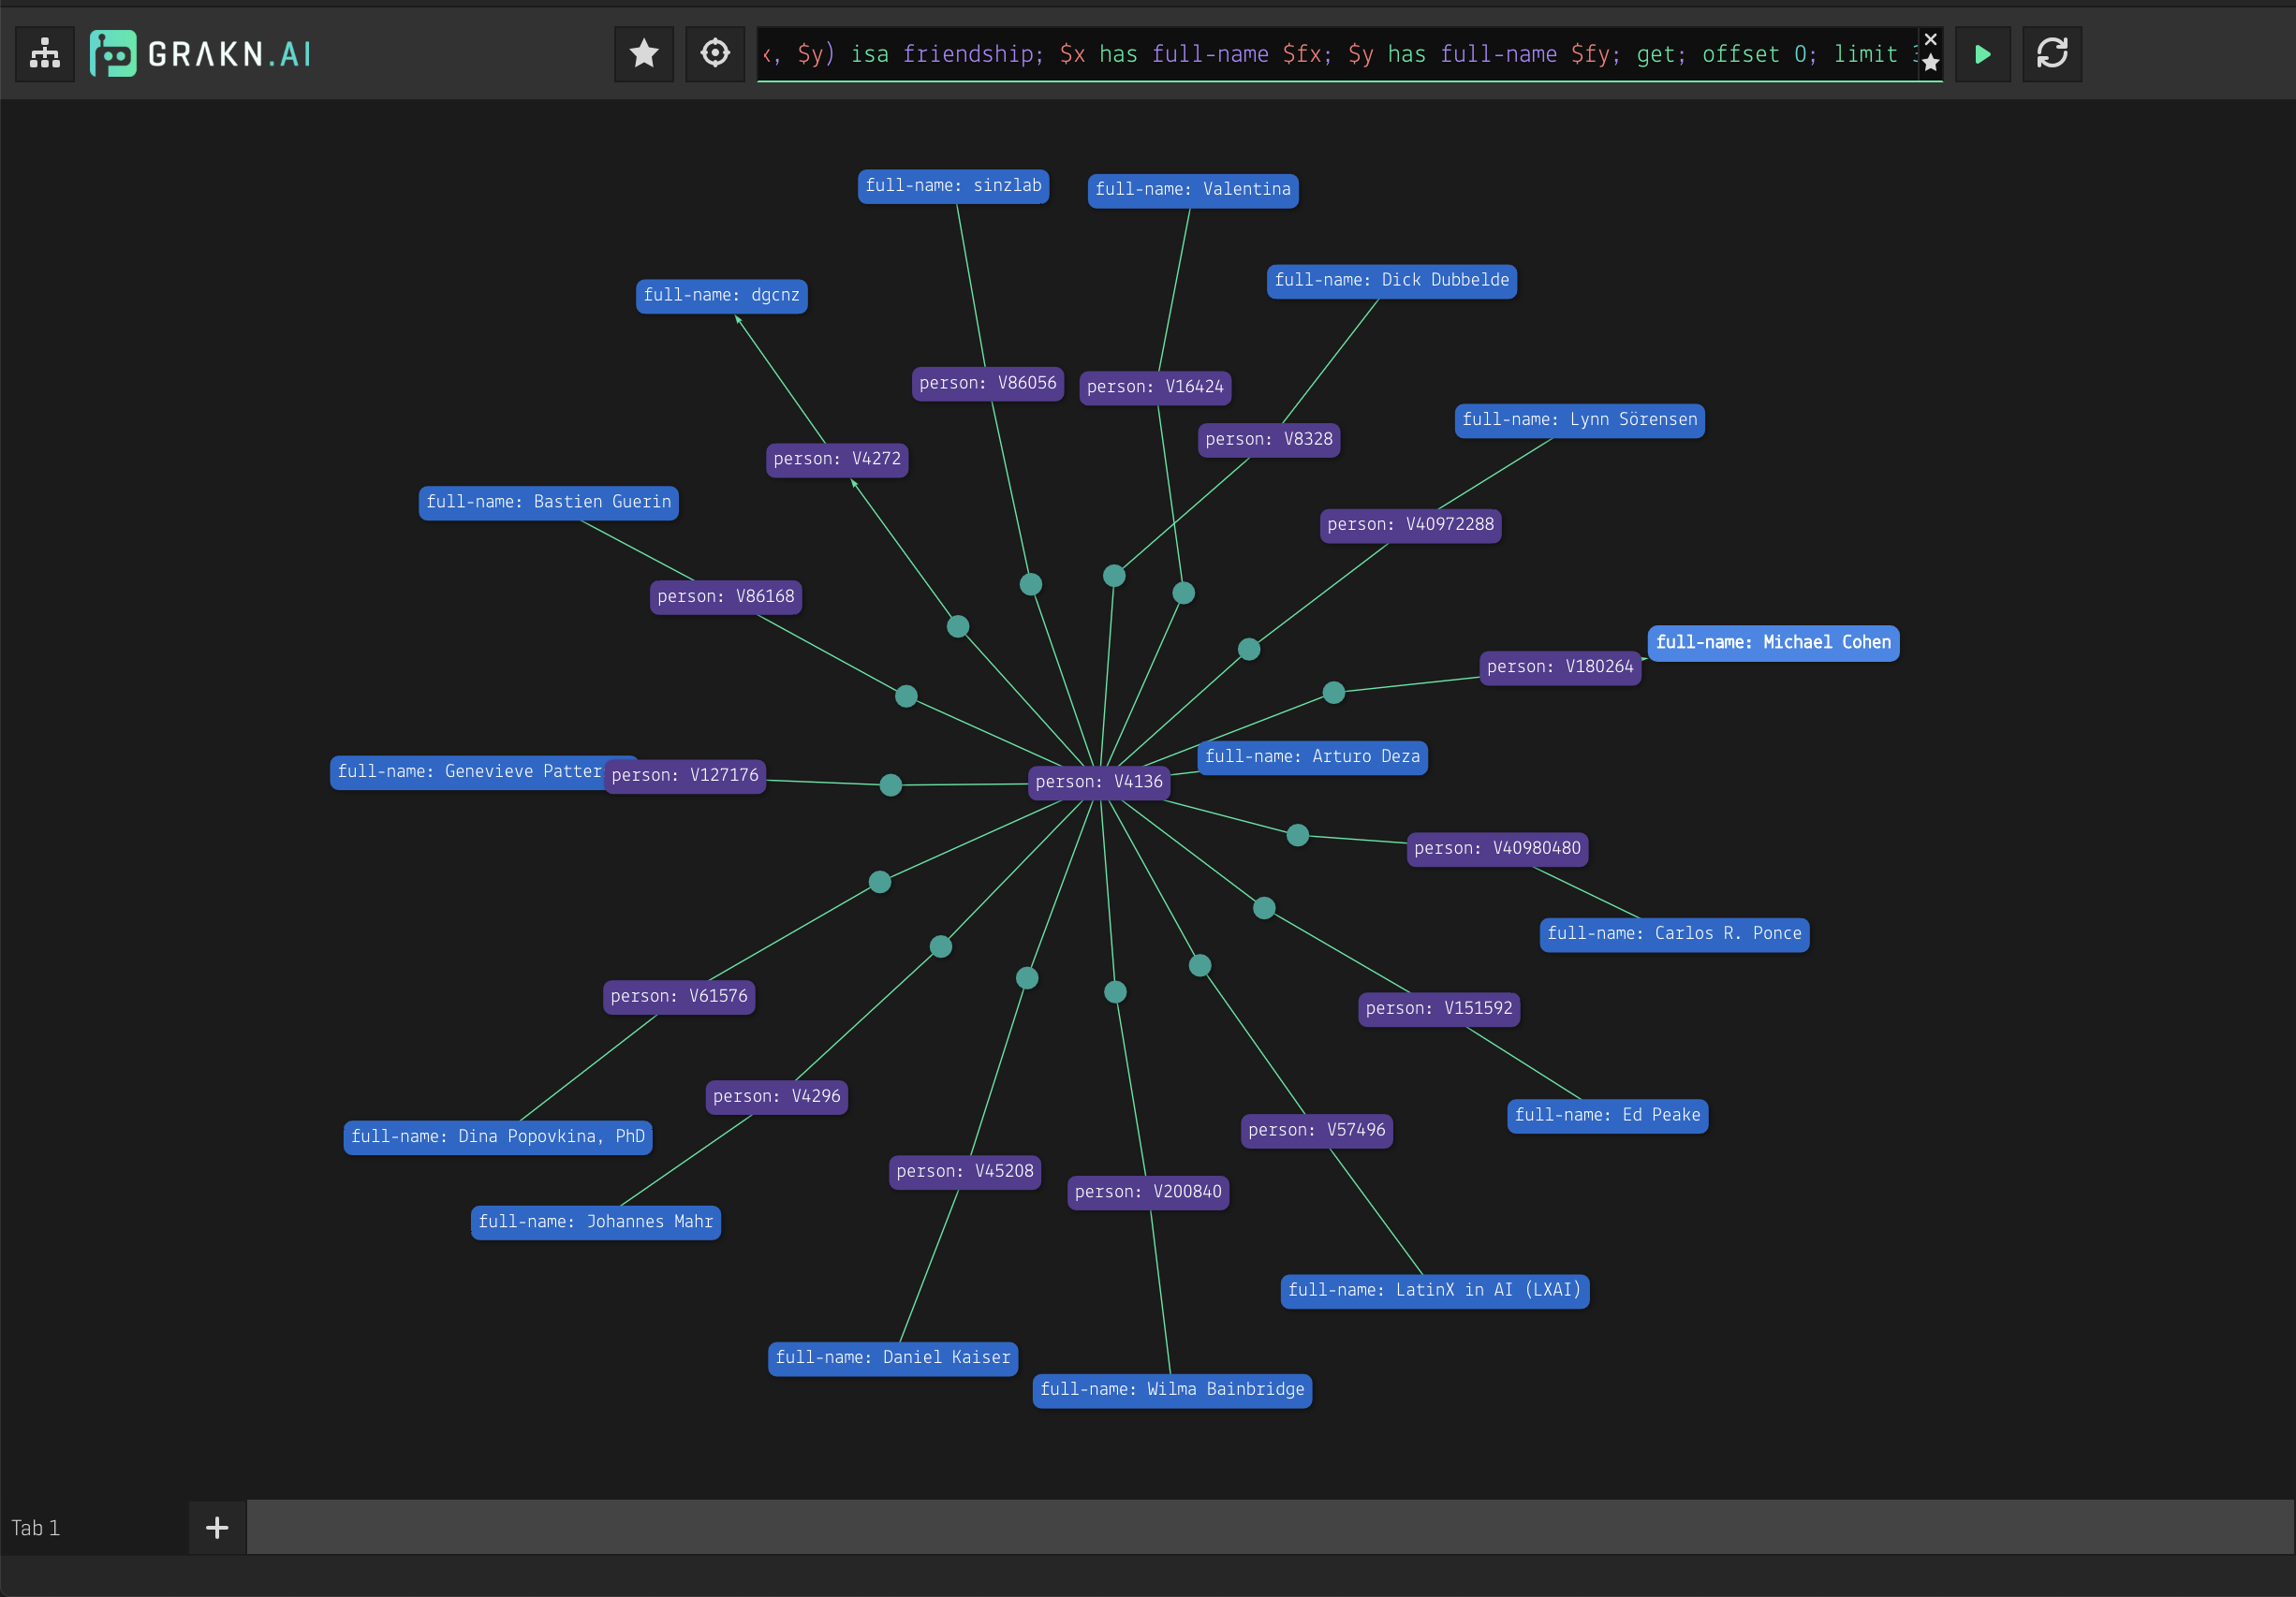 GRAKN.AI
, $y) isa friendship; $x has full-name $fx; $y has full-name $fy; get; offset 0; limit
full-name: sinzlab
full-name: Valentina
full-name: Dick Dubbelde
full-name: dgcnz
person: V86056
person: V16424
full-name: Lynn Sörensen
person: V8328
person: V4272
full-name: Bastien Guerin
person: V40972288
person: V86168
full-name: Michael Cohen
person: V180264
full-name: Arturo Deza
full-name: Genevieve
person: V127176
person: V4136
person: V40980480
full-name: Carlos R. Ponce
person: V61576
person: V151592
person: V4296
full-name: Ed Peake
person: V57496
full-name: Dina Popovkina, PhD
person: V45208
person: V200840
full-name: Johannes Mahr
full-name: LatinX in AI (LXAI)
full-name: Daniel Kaiser
full-name: Wilma Bainbridge
Tab 1